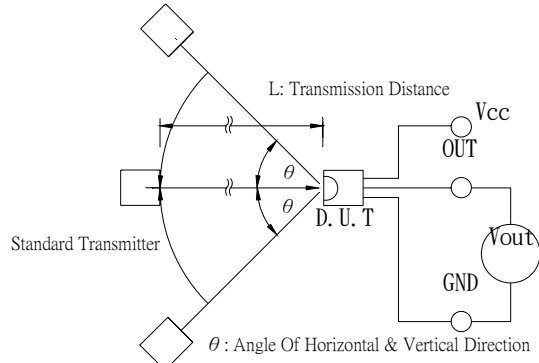 L: Transmission Distance
Vcc
OUT
θ
θ
D.U.T
Standard Transmitter
Vout
GND
θ : Angle Of Horizontal & Vertical Direction